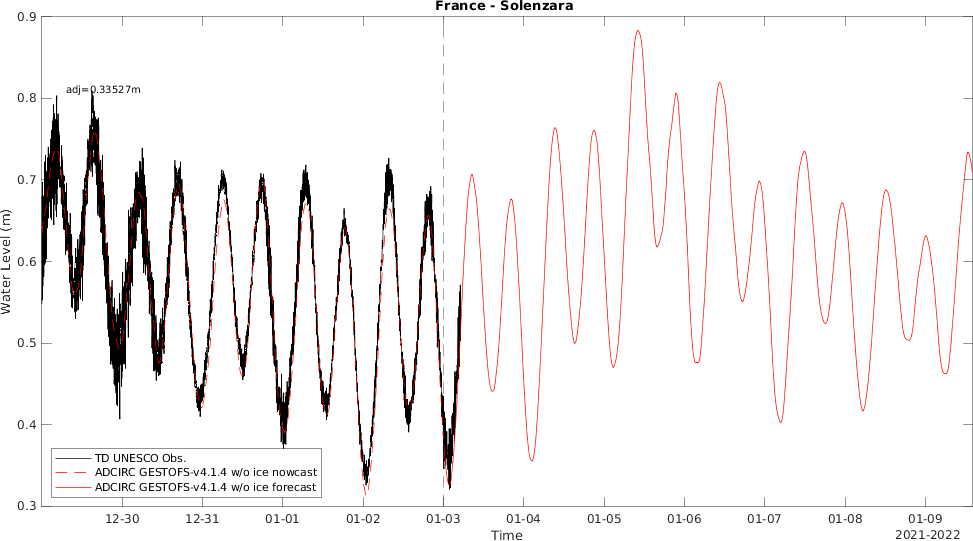 France - Solenzara
adj=0.33527m
0.9
0.8
0.7
0.6
0.5
0.4
0.3
Water Level (m)
TD UNESCO Obs.
ADCIRC GESTOFS-v4.1.4 w/o ice nowcast
ADCIRC GESTOFS-v4.1.4 w/o ice forecast
12-30 12-31 01-01 01-02 01-03 01-04 01-05 01-06 01-07 01-08 01-09
Time
2021-2022